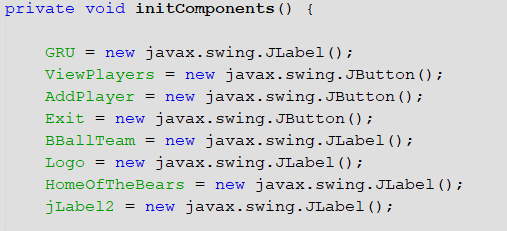 private void initComponents() {
GRU = new javax.swing.JLabel();
ViewPlayers = new javax.swing.JButton();
AddPlayer = new javax.swing.JButton();
Exit = new javax.swing.JButton();
BBallTeam = new javax.swing.JLabel();
Logo = new javax.swing.JLabel();
HomeOfTheBears = new javax.swing.JLabel();
jLabel2 = new javax.swing.JLabel();